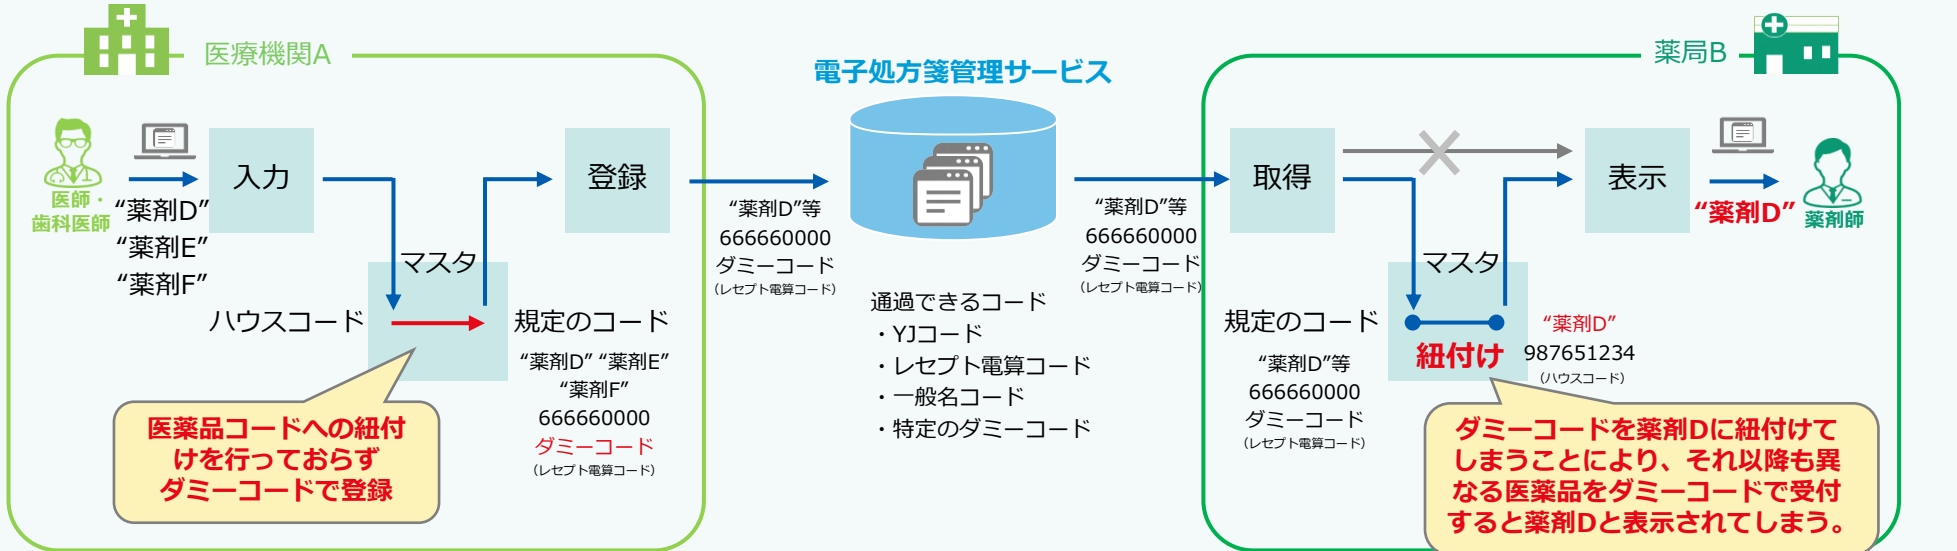 医療機関A
医師・
歯科医師
“薬剤D”
“薬剤E”
“薬剤F”
入力
登録
マスタ
ハウスコード
規定のコード
“薬剤D” “薬剤E”
“薬剤F”
666660000
ダミーコード
（レセプト電算コード）
医薬品コードへの紐付
けを行っておらず
ダミーコードで登録
“薬剤D”等
666660000
ダミーコード
（レセプト電算コード）
電子処方箋管理サービス
通過できるコード
・YJコード
・レセプト電算コード
・一般名コード
・特定のダミーコード
“薬剤D”等
666660000
ダミーコード
（レセプト電算コード）
薬局B
取得
表示
“薬剤D”
薬剤師
マスタ
規定のコード
“薬剤D”等
666660000
ダミーコード
（レセプト電算コード）
紐付け
“薬剤D”
987651234
（ハウスコード）
ダミーコードを薬剤Dに紐付けて
しまうことにより、それ以降も異
なる医薬品をダミーコードで受付
すると薬剤Dと表示されてしまう。